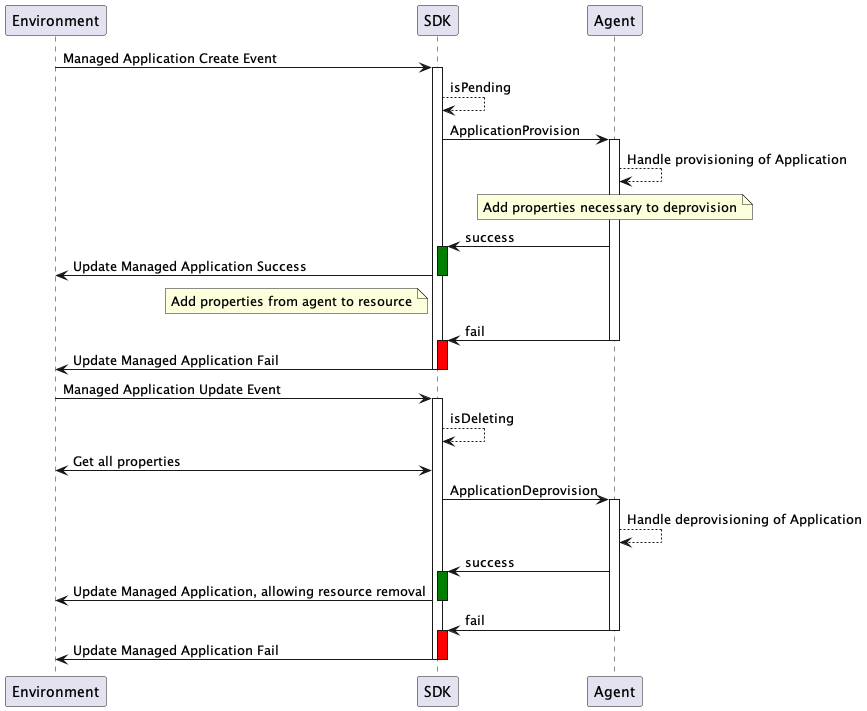 Environment
SDK
Agent
Managed Application Create Event
isPending
ApplicationProvision
Handle provisioning of Application
Add properties necessary to deprovision
success
Update Managed Application Success
Add properties from agent to resource
fail
Update Managed Application Fail
Managed Application Update Event
isDeleting
Get all properties
ApplicationDeprovision
Handle deprovisioning of Application
success
Update Managed Application, allowing resource removal
fail
Update Managed Application Fail
Environment
SDK
Agent